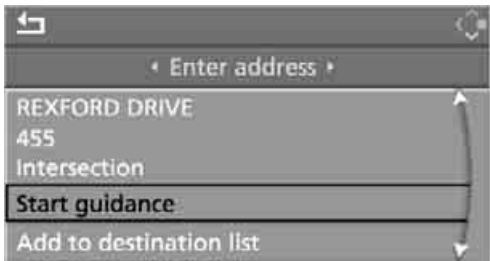 Enter address
REXFORD DRIVE
455
Intersection
Start guidance
Add to destination list